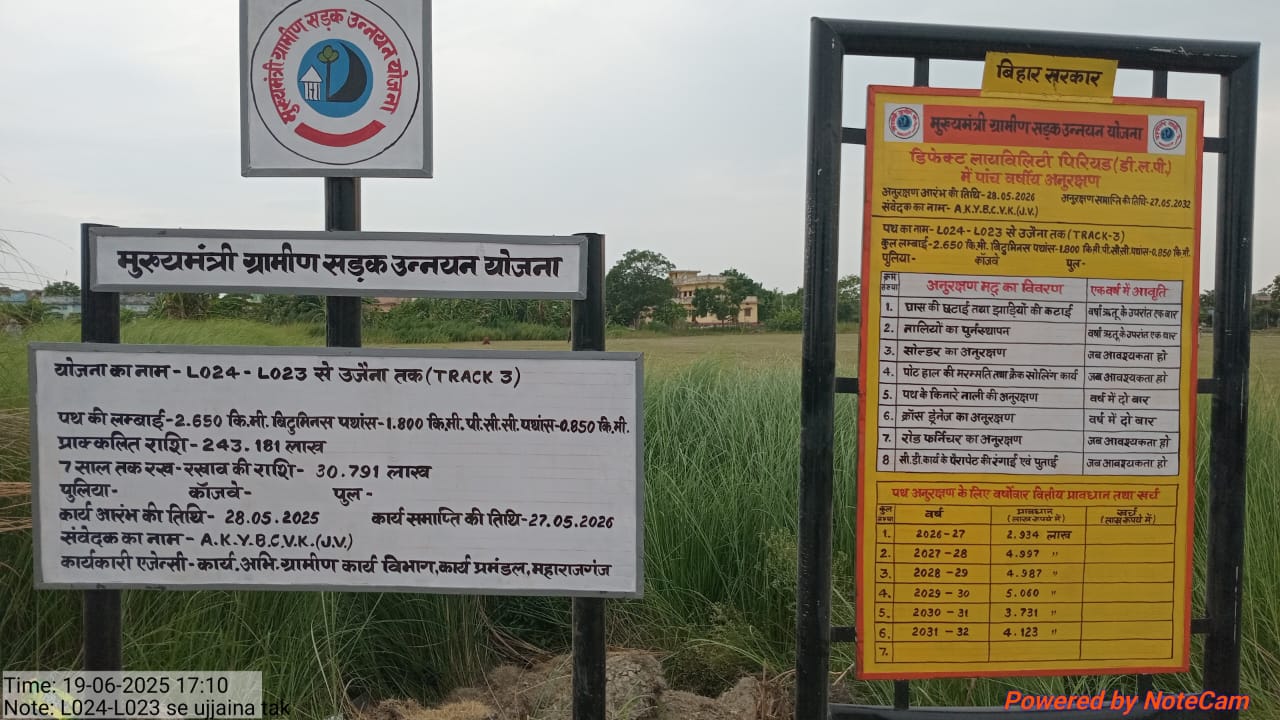 मुख्यमंत्री ग्रामीण सड़क उन्नयन योजना
मुख्यमंत्री ग्रामीण सड़क उन्नयन योजना
योजना का नाम - L024 - L023 से उजैना तक (TRACK 3)
पथ की लम्बाई-2.650 कि.मी. बिटुमिनस पथांस-1.800 कि.मी. पी.सी.सी.पथांस-0.850 कि.मी.
प्राक्कलित राशि-243.181 लाख
7 साल तक रख-रखाव की राशि- 30.791 लाख
पुलिया- कॉजवे- पुल-
कार्य आरंभ की तिथि- 28.05.2025 कार्य समाप्ति की तिथि-27.05.2026
संवेदक का नाम - A.K.Y.B.C.V.K.(J.V.)
कार्यकारी एजेन्सी-कार्य.अभि.ग्रामीण कार्य विभाग,कार्य प्रमंडल,महाराजगंज
बिहार सरकार
मुख्यमंत्री ग्रामीण सड़क उन्नयन योजना
डिफेक्ट लायविलिटी पिरियड(डी.ल.पी.)
में पांच वर्षीय अनुरक्षण
अनुरक्षण आरंभ की तिथि-28.05.2026 अनुरक्षण समाप्ति की तिथि-27.05.2032
संवेदक का नाम- A.K.Y.B.C.V.K.(J.V.)
पथ का नाम- L024- L023 से उजैना तक (TRACK-3)
कुल लम्बाई-2.650 कि.मी. बिटुमिनस पथांस-1.800 कि.मी. पी.सी.सी.पथांस-0.850 कि.मी.
पुलिया- कॉजवे पुल-
क्रम संख्या अनुरक्षण मद् का विवरण एक वर्ष में आवृति
1. घास की छटाई तथा झाड़ियों की कटाई वर्षा ऋतू के उपरांत एक बार
2. नालियों का पुर्नस्थापन वर्षा ऋतू के उपरांत एक बार
3. सोल्डर का अनुरक्षण जब आवश्यकता हो
4. पोट हाल की मरम्मति तथा क्रेक सोलिंग कार्य जब आवश्यकता हो
5. पथ के किनारे नाली की अनुरक्षण वर्ष में दो बार
6. क्रॉस ड्रेनेज का अनुरक्षण वर्ष में दो बार
7. रोड फर्निचर का अनुरक्षण जब आवश्यकता हो
8 सी.डी.कार्य के पैरापेट की रंगाई एवं पुताई जब आवश्यकता हो
पथ अनुरक्षण के लिए वर्षोवार वित्तीय प्रावधान तथा खर्च
संख्या वर्ष प्रावधान (लाख रूपये में) खर्च (लाख रूपये में)
1. 2026-27 2.934 लाख
2. 2027-28 4.997 "
3. 2028-29 4.987 "
4. 2029-30 5.060 "
5. 2030-31 3.731 "
6. 2031-32 4.123 "
7.
Time: 19-06-2025 17:10
Note: L024-L023 se ujjaina tak
Powered by NoteCam